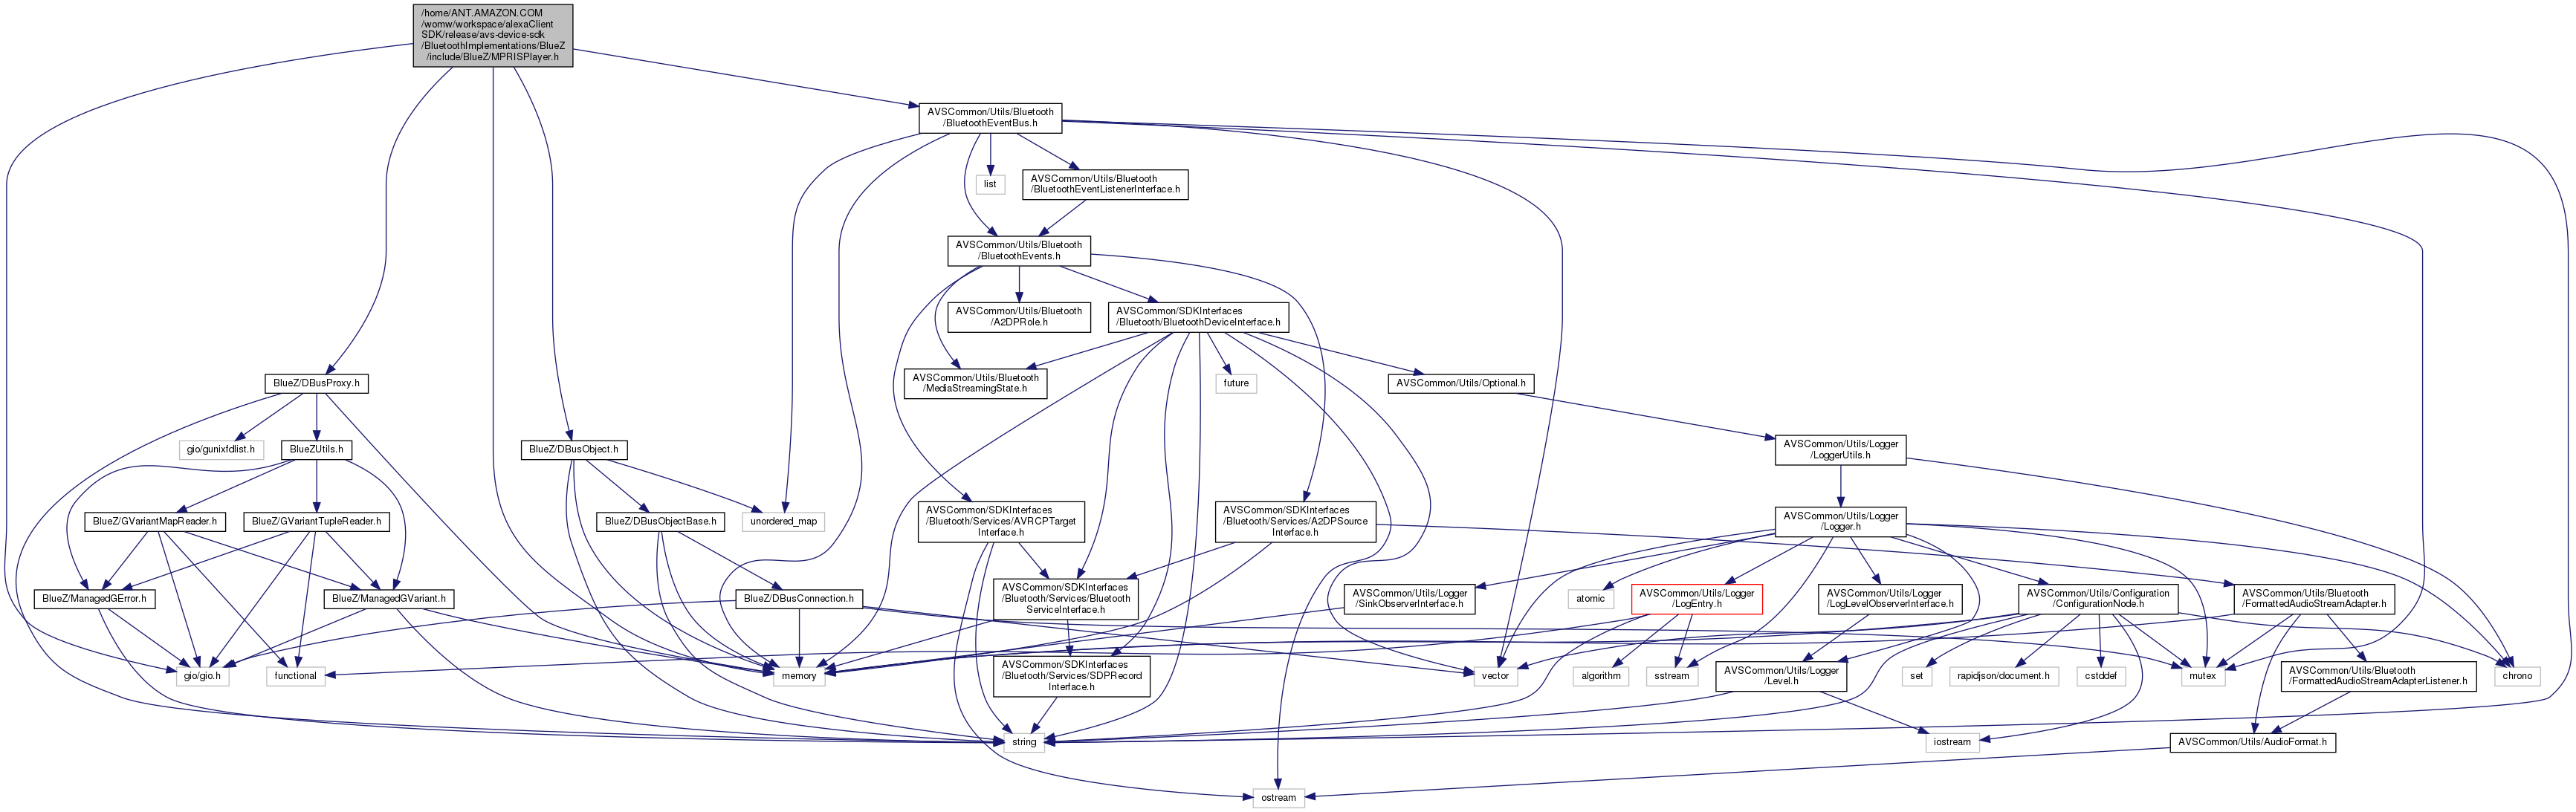 /home/ANT.AMAZON.COM
/womw/workspace/alexaClient
SDK/release/avs-device-sdk
/BluetoothImplementations/BlueZ
/include/BlueZ/MPRISPlayer.h
AVSCommon/Utils/Bluetooth
/BluetoothEventBus.h
list
AVSCommon/Utils/Bluetooth
/BluetoothEventListenerInterface.h
AVSCommon/Utils/Bluetooth
/BluetoothEvents.h
AVSCommon/Utils/Bluetooth
/A2DPRole.h
AVSCommon/SDKInterfaces
/Bluetooth/BluetoothDeviceInterface.h
BlueZ/DBusProxy.h
AVSCommon/Utils/Bluetooth
/MediaStreamingState.h
future
AVSCommon/Utils/Optional.h
gio/gunixfdlist.h
BlueZUtils.h
BlueZ/DBusObject.h
AVSCommon/Utils/Logger
/LoggerUtils.h
BlueZ/GVariantMapReader.h
BlueZ/GVariantTupleReader.h
BlueZ/DBusObjectBase.h
unordered_map
AVSCommon/SDKInterfaces
/Bluetooth/Services/AVRCPTarget
Interface.h
AVSCommon/SDKInterfaces
/Bluetooth/Services/A2DPSource
Interface.h
AVSCommon/Utils/Logger
/Logger.h
BlueZ/ManagedGError.h
BlueZ/ManagedGVariant.h
BlueZ/DBusConnection.h
AVSCommon/SDKInterfaces
/Bluetooth/Services/Bluetooth
ServiceInterface.h
AVSCommon/Utils/Logger
/SinkObserverInterface.h
atomic
AVSCommon/Utils/Logger
/LogEntry.h
AVSCommon/Utils/Logger
/LogLevelObserverInterface.h
AVSCommon/Utils/Configuration
/ConfigurationNode.h
AVSCommon/Utils/Bluetooth
/FormattedAudioStreamAdapter.h
gio/gio.h
functional
memory
AVSCommon/SDKInterfaces
/Bluetooth/Services/SDPRecord
Interface.h
vector
algorithm
sstream
AVSCommon/Utils/Logger
/Level.h
set
rapidjson/document.h
cstddef
mutex
AVSCommon/Utils/Bluetooth
/FormattedAudioStreamAdapterListener.h
chrono
string
iostream
AVSCommon/Utils/AudioFormat.h
ostream